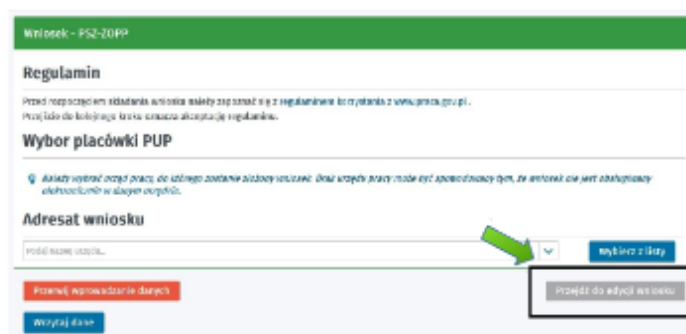 Wniosek - PSZ-ZOPP
Regulamin
Przed rozpoczęciem składania wniosku należy zapoznać się z regulaminem korzystania z www.praca.gov.pl.
Przejście do kolejnego kroku oznacza akceptację regulaminu.
Wybor placówki PUP
Należy wybrać urząd pracy, do którego zostanie złożony wniosek. Brak urzędu pracy może być spowodowany tym, że wniosek nie jest obsługiwany
elektronicznie w danym urzędzie.
Adresat wniosku
Podaj nazwę urzędu...
Wybierz z listy
Przerwij wprowadzanie danych
Przejdź do edycji wniosku
Wczytaj dane